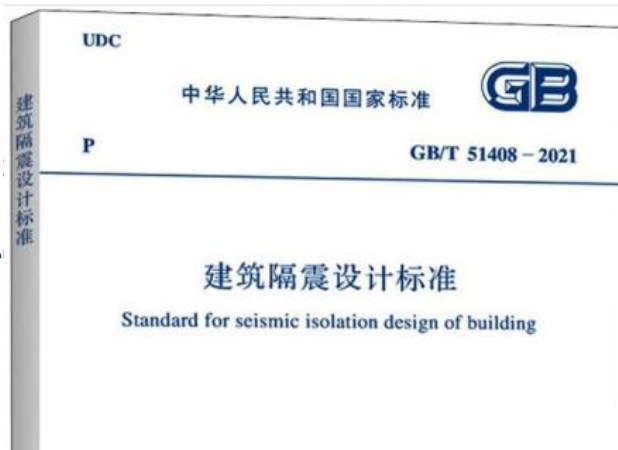 UDC
中华人民共和国国家标准
GB
P
GB/T 51408－2021
建筑隔震设计标准
建筑隔震设计标准
Standard for seismic isolation design of building